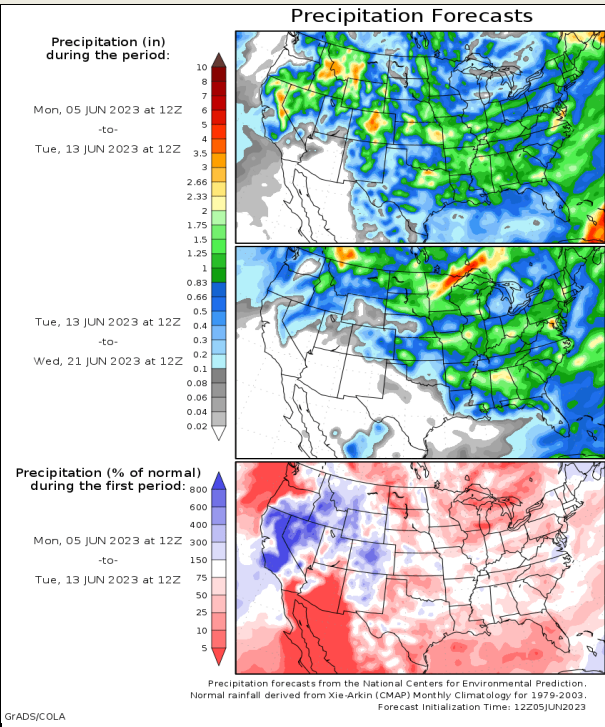 Precipitation Forecasts
Precipitation (in)
during the period:
Mon, 05 JUN 2023 at 12Z
-to-
Tue, 13 JUN 2023 at 12Z
10
8
7
6
5
4
3.5
3
2.66
2.33
2
1.75
1.5
1.25
1
0.83
0.66
0.5
0.4
0.3
0.2
0.1
0.08
0.06
0.04
0.02
Tue, 13 JUN 2023 at 12Z
-to-
Wed, 21 JUN 2023 at 12Z
Precipitation (% of normal)
during the first period:
Mon, 05 JUN 2023 at 12Z
-to-
Tue, 13 JUN 2023 at 12Z
800
600
400
300
150
75
50
25
10
5
Precipitation forecasts from the National Centers for Environmental Prediction.
Normal rainfall derived from Xie-Arkin (CMAP) Monthly Climatology for 1979-2003.
Forecast Initialization Time: 12Z05JUN2023
GrADS/COLA